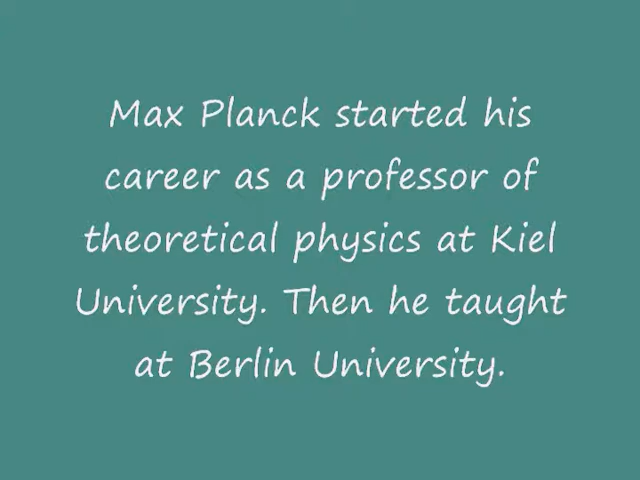 Max Planck started his
career as a professor of
theoretical physics at Kiel
University. Then he taught
at Berlin University.